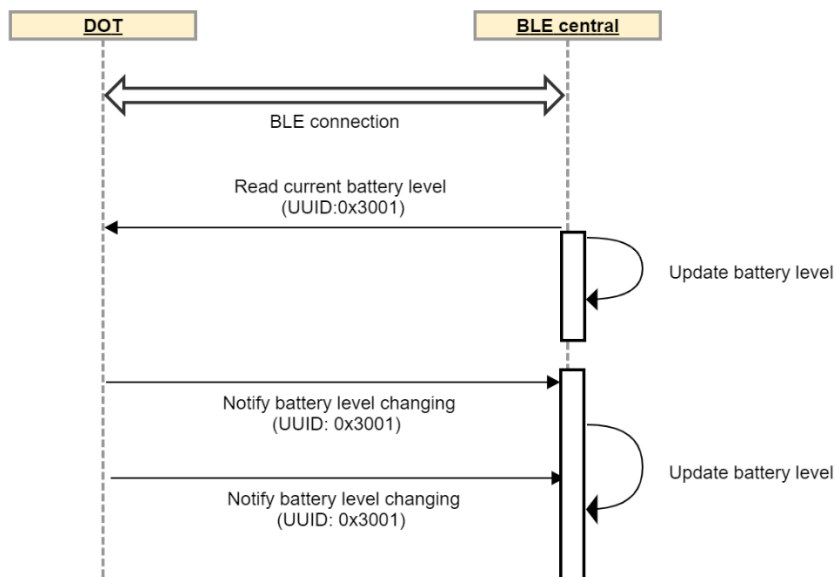 DOT
BLE central
BLE connection
Read current battery level
(UUID:0x3001)
Update battery level
Notify battery level changing
(UUID: 0x3001)
Update battery level
Notify battery level changing
(UUID: 0x3001)